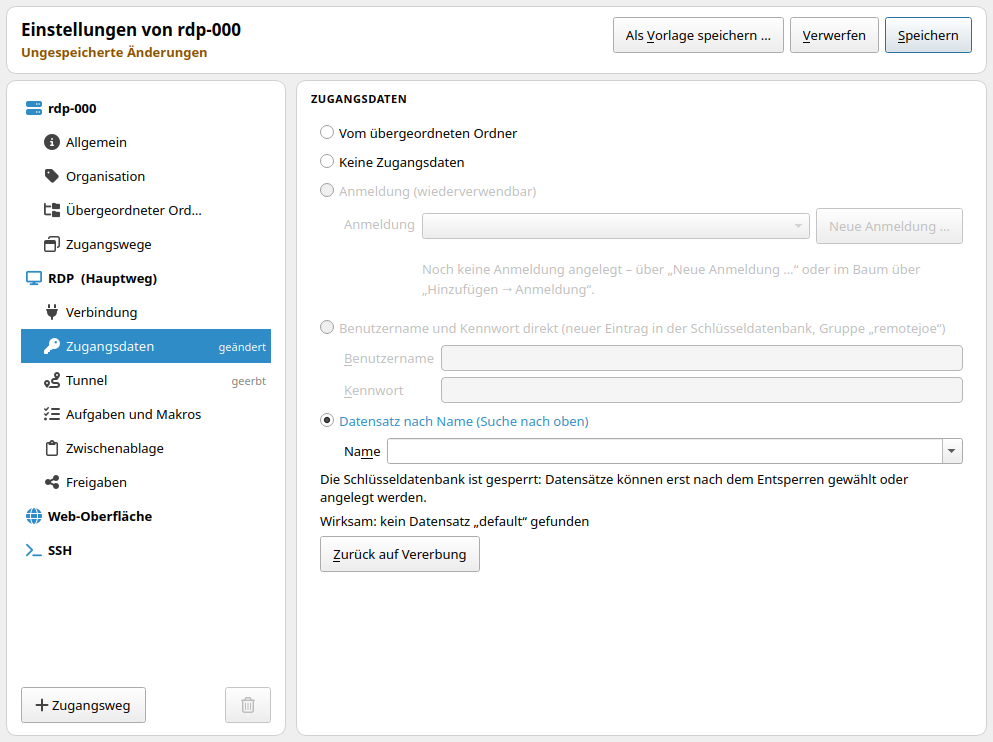 Einstellungen von rdp-000
Ungespeicherte Änderungen
Als Vorlage speichern ...
Verwerfen
Speichern
rdp-000
Allgemein
Organisation
Übergeordneter Ord...
Zugangswege
RDP (Hauptweg)
Verbindung
Zugangsdaten geändert
Tunnel geerbt
Aufgaben und Makros
Zwischenablage
Freigaben
Web-Oberfläche
SSH
Zugangsweg
ZUGANGSDATEN
Vom übergeordneten Ordner
Keine Zugangsdaten
Anmeldung (wiederverwendbar)
Anmeldung
Neue Anmeldung ...
Noch keine Anmeldung angelegt – über „Neue Anmeldung ...“ oder im Baum über
„Hinzufügen → Anmeldung“.
Benutzername und Kennwort direkt (neuer Eintrag in der Schlüsseldatenbank, Gruppe „remotejoe“)
Benutzername
Kennwort
Datensatz nach Name (Suche nach oben)
Name
Die Schlüsseldatenbank ist gesperrt: Datensätze können erst nach dem Entsperren gewählt oder
angelegt werden.
Wirksam: kein Datensatz „default“ gefunden
Zurück auf Vererbung